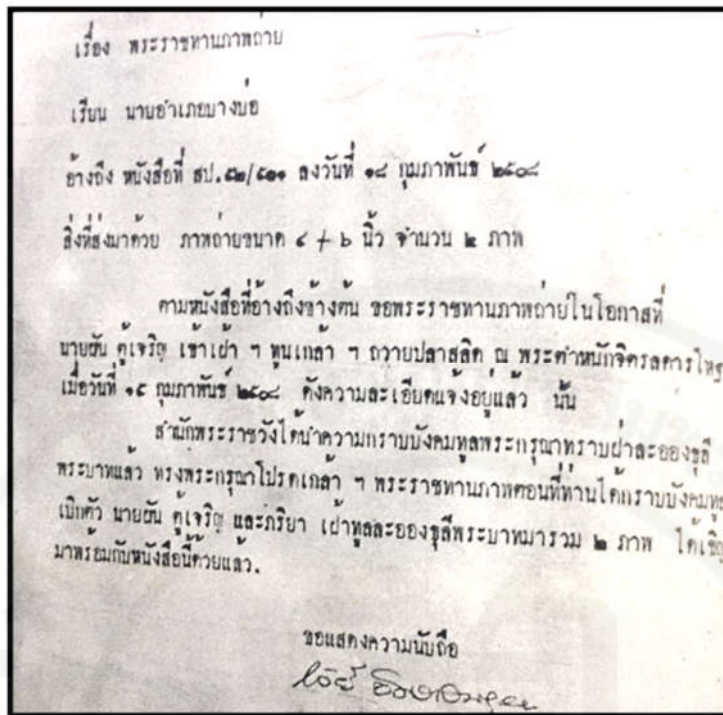 เรื่อง พระราชทานภาพถ่าย
เรียน นายอำเภอบางบ่อ
อ้างถึง หนังสือที่ สป.๕๒/๕๑๑ ลงวันที่ ๑๘ กุมภาพันธ์ ๒๕๐๘
สิ่งที่ส่งมาด้วย ภาพถ่ายขนาด ๔ + ๖ นิ้ว จำนวน ๒ ภาพ
ตามหนังสือที่อ้างถึงข้างต้น ขอพระราชทานภาพถ่ายในโอกาสที่
นายผัน ตู้เจริญ เข้าเฝ้า ฯ ทูนเกล้า ฯ ถวายปลาสลิด ณ พระตำหนักจิตรลดารโหฐ
เมื่อวันที่ ๑๕ กุมภาพันธ์ ๒๕๐๘ ดังความละเอียดแจ้งอยู่แล้ว นั้น
สำนักพระราชวังได้นำความกราบบังคมทูลพระกรุณาทราบฝ่าละอองธุลี
พระบาทแล้ว ทรงพระกรุณาโปรดเกล้า ฯ พระราชทานภาพตอนที่ท่านได้กราบบังคมทูล
เบิกตัว นายผัน ตู้เจริญ และภริยา เฝ้าทูลละอองธุลีพระบาทมารวม ๒ ภาพ ได้เชิญ
มาพร้อมกับหนังสือนี้ด้วยแล้ว.
ขอแสดงความนับถือ